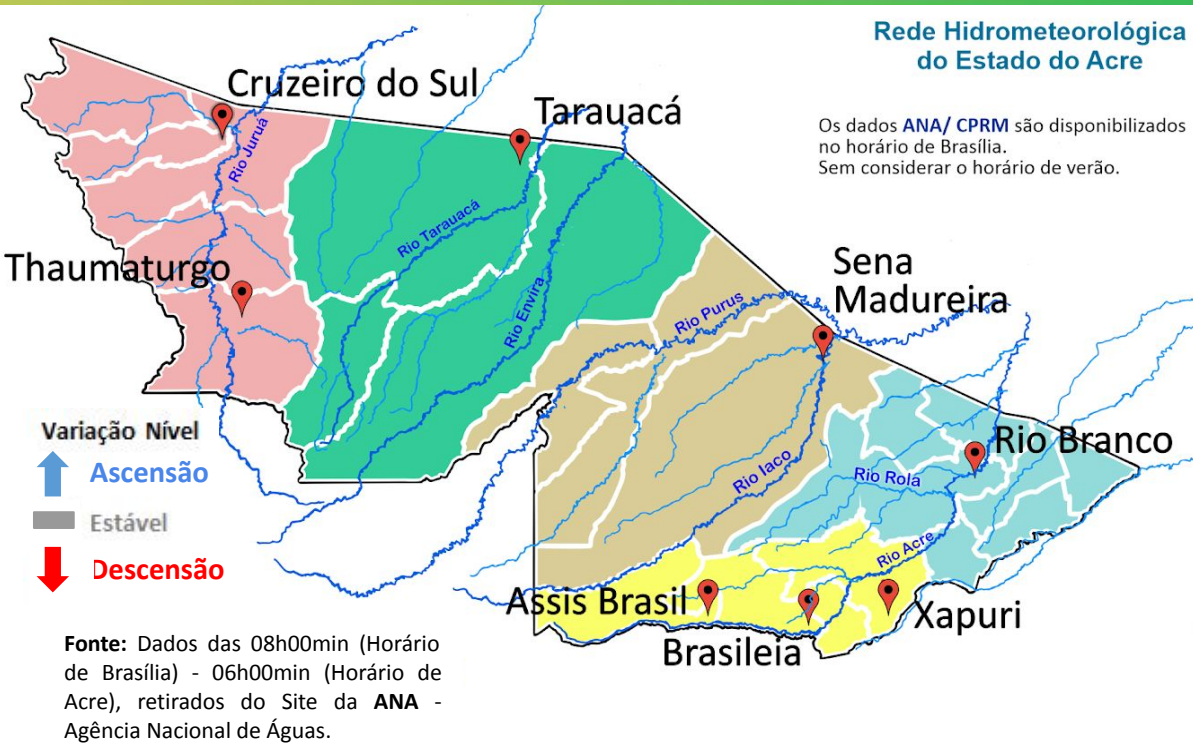 Rede Hidrometeorológica
do Estado do Acre
Os dados ANA/ CPRM são disponibilizados
no horário de Brasília.
Sem considerar o horário de verão.
Cruzeiro do Sul
Tarauacá
Rio Juruá
Rio Tarauacá
Thaumaturgo
Rio Envira
Sena
Madureira
Rio Purus
Variação Nível
Ascensão
Estável
Descensão
Rio Branco
Rio Iaco
Rio Rola
Rio Acre
Assis Brasil
Xapuri
Brasileia
Fonte: Dados das 08h00min (Horário
de Brasília) - 06h00min (Horário de
Acre), retirados do Site da ANA -
Agência Nacional de Águas.